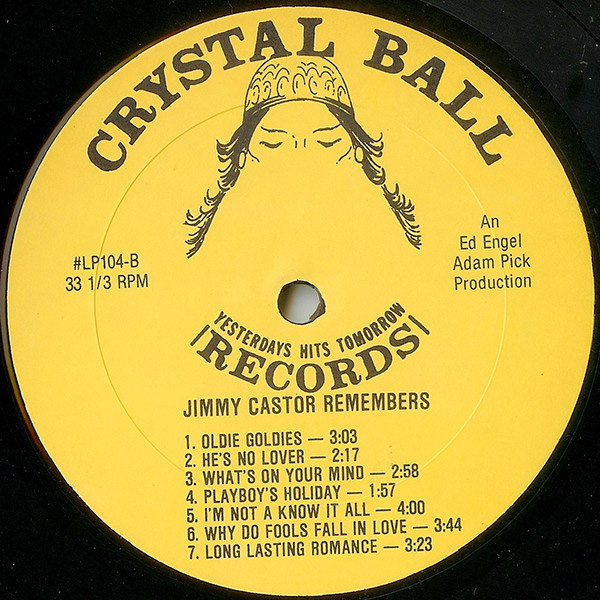 CRYSTAL BALL
#LP104-B
33 1/3 RPM
An
Ed Engel
Adam Pick
Production
YESTERDAYS HITS TOMORROW
RECORDS
JIMMY CASTOR REMEMBERS
1. OLDIE GOLDIES — 3:03
2. HE'S NO LOVER — 2:17
3. WHAT'S ON YOUR MIND — 2:58
4. PLAYBOY'S HOLIDAY — 1:57
5. I'M NOT A KNOW IT ALL — 4:00
6. WHY DO FOOLS FALL IN LOVE — 3:44
7. LONG LASTING ROMANCE — 3:23